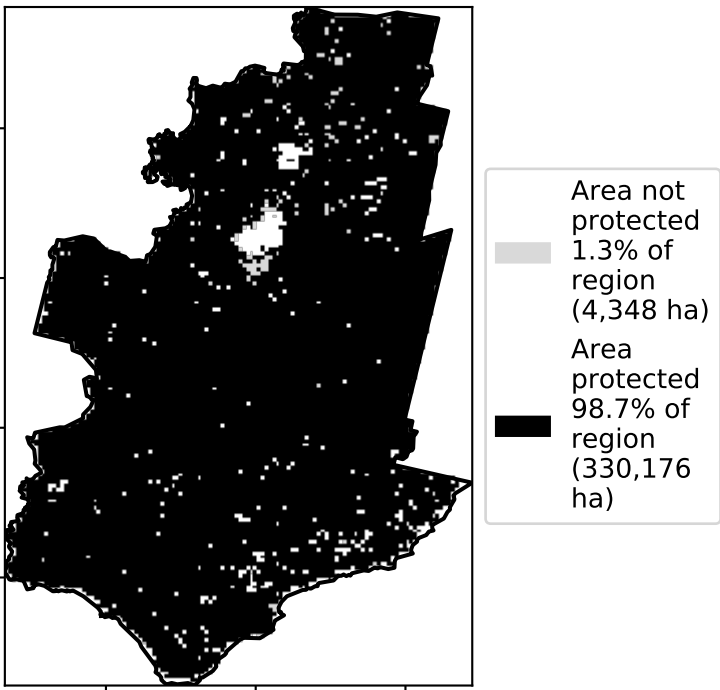 Area not
protected
1.3% of
region
(4,348 ha)
Area
protected
98.7% of
region
(330,176
ha)